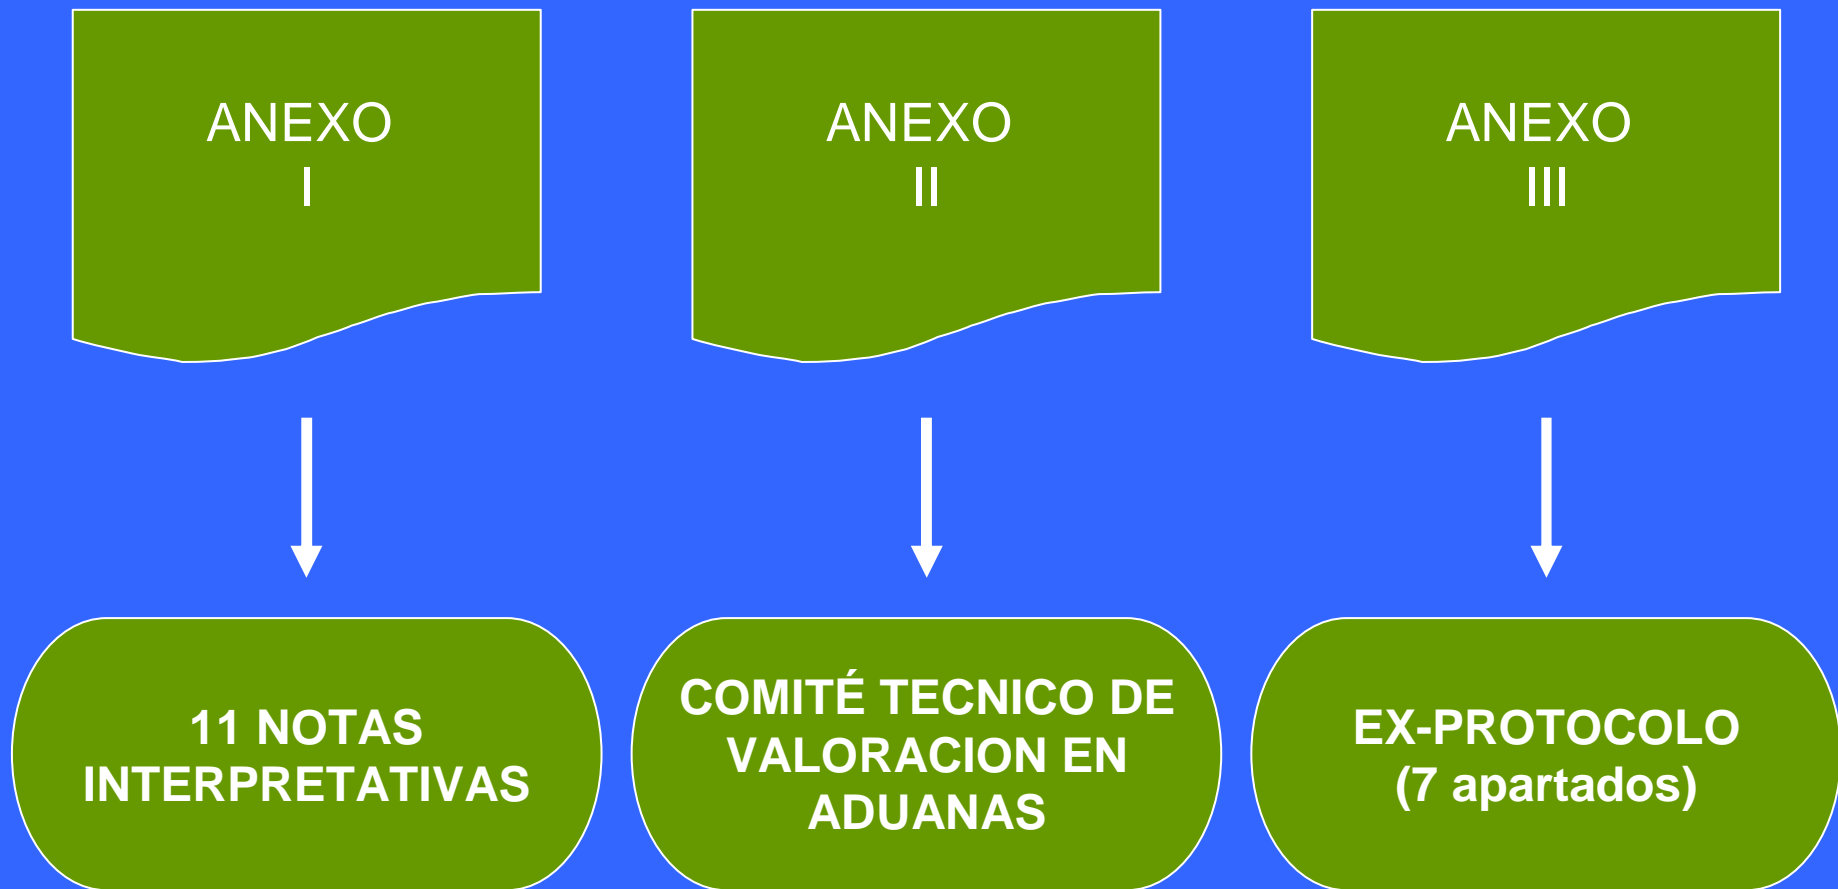 ANEXO
I
ANEXO
II
ANEXO
III
11 NOTAS
INTERPRETATIVAS
COMITÉ TECNICO DE
VALORACION EN
ADUANAS
EX-PROTOCOLO
(7 apartados)